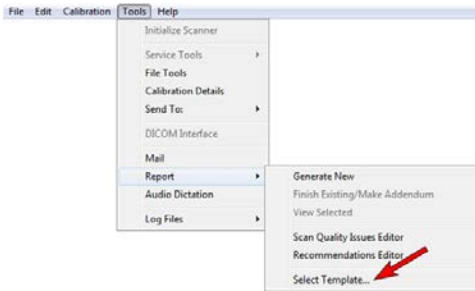 File Edit Calibration Tools Help
Initialize Scanner
Service Tools
File Tools
Calibration Details
Send To:
DICOM Interface
Mail
Report
Audio Dictation
Log Files
Generate New
Finish Existing/Make Addendum
View Selected
Scan Quality Issues Editor
Recommendations Editor
Select Template...